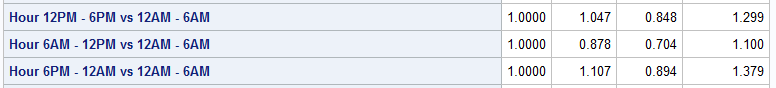 Hour 12PM - 6PM vs 12AM - 6AM 1.0000 1.047 0.848 1.299
Hour 6AM - 12PM vs 12AM - 6AM 1.0000 0.878 0.704 1.100
Hour 6PM - 12AM vs 12AM - 6AM 1.0000 1.107 0.894 1.379